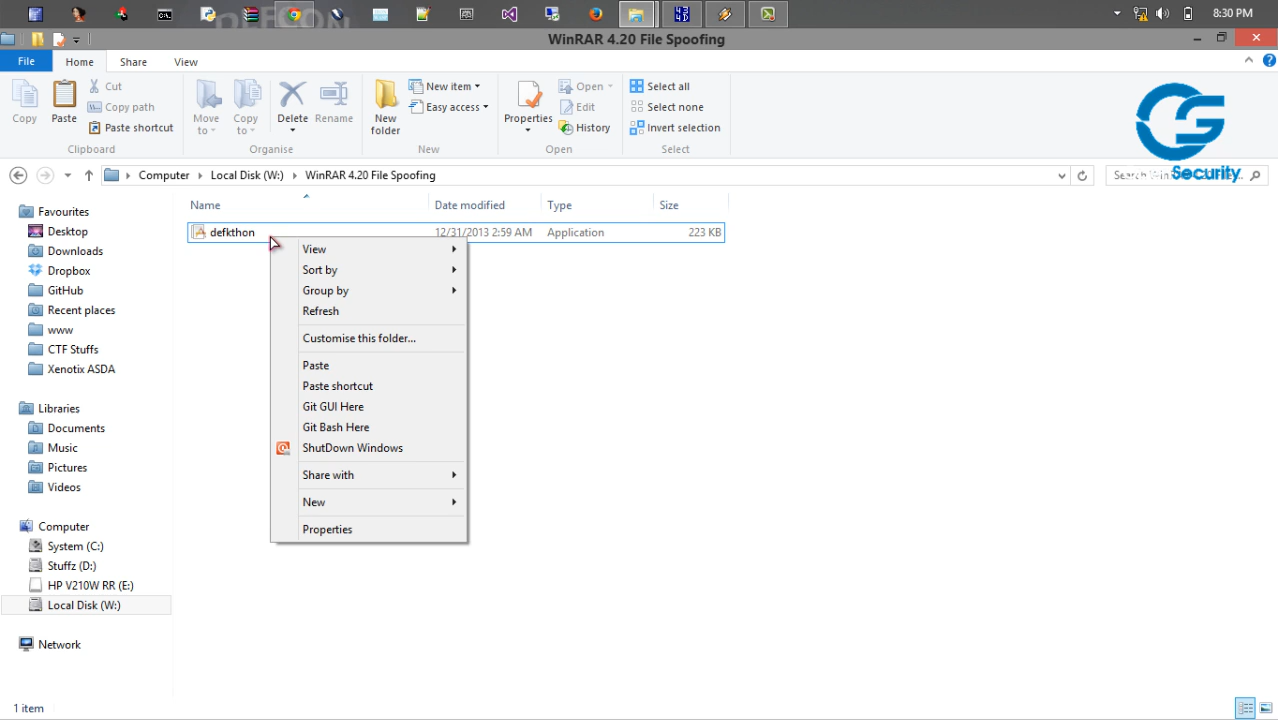 8:30 PM
WinRAR 4.20 File Spoofing
File Home Share View
Copy
Paste
Cut
Copy path
Paste shortcut
Clipboard
Move to
Copy to
Delete
Rename
Organise
New folder
New item
Easy access
New
Properties
Open
Edit
History
Open
Select all
Select none
Invert selection
Select
Security
Computer Local Disk (W:) WinRAR 4.20 File Spoofing
Name Date modified Type Size
defkthon 12/31/2013 2:59 AM Application 223 KB
Favourites
Desktop
Downloads
Dropbox
GitHub
Recent places
www
CTF Stuffs
Xenotix ASDA
Libraries
Documents
Music
Pictures
Videos
Computer
System (C:)
Stuffz (D:)
HP V210W RR (E:)
Local Disk (W:)
Network
View
Sort by
Group by
Refresh
Customise this folder...
Paste
Paste shortcut
Git GUI Here
Git Bash Here
ShutDown Windows
Share with
New
Properties
1 item